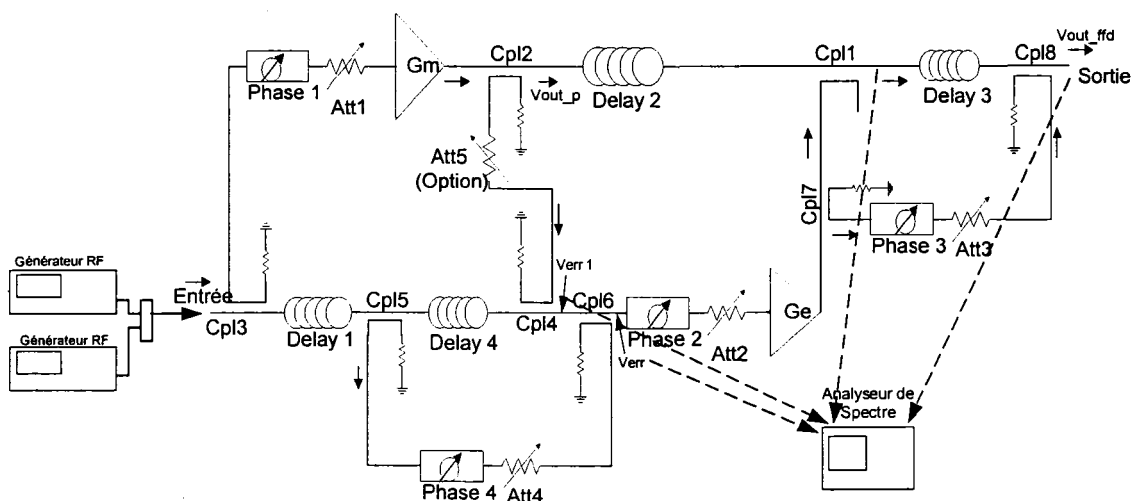 Vout_ffd
Cpl2
Cpl1
Cpl8
Gm
Phase 1
Att1
Vout_p
Delay 2
Delay 3
Sortie
Att5
(Option)
Cpl7
Phase 3
Att3
Générateur RF
Entrée
Verr 1
Cpl5
Cpl6
Cpl3
Delay 1
Delay 4
Cpl4
Phase 2
Ge
Générateur RF
Att2
Verr
Analyseur de
Spectre
Phase 4
Att4